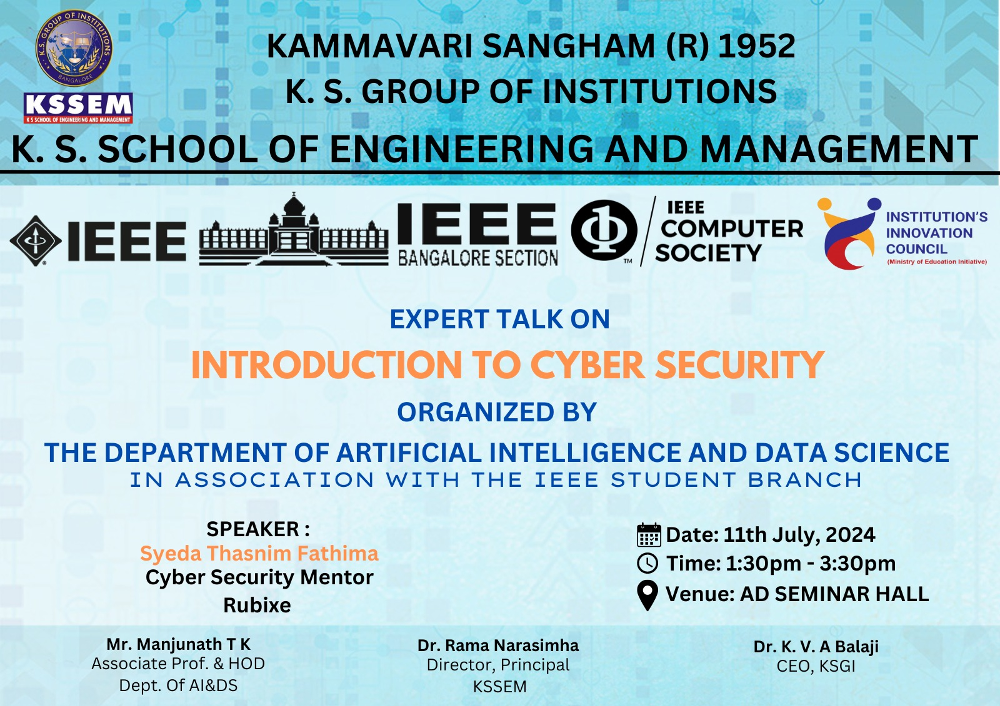 K.S. GROUP OF INSTITUTIONS
BANGALORE
KSSEM
K S SCHOOL OF ENGINEERING AND MANAGEMENT
KAMMAVARI SANGHAM (R) 1952
K. S. GROUP OF INSTITUTIONS
K. S. SCHOOL OF ENGINEERING AND MANAGEMENT
IEEE
®
IEEE
BANGALORE SECTION
TM
IEEE
COMPUTER
SOCIETY
INSTITUTION'S
INNOVATION
COUNCIL
(Ministry of Education Initiative)
EXPERT TALK ON
INTRODUCTION TO CYBER SECURITY
ORGANIZED BY
THE DEPARTMENT OF ARTIFICIAL INTELLIGENCE AND DATA SCIENCE
IN ASSOCIATION WITH THE IEEE STUDENT BRANCH
SPEAKER :
Syeda Thasnim Fathima
Cyber Security Mentor
Rubixe
Date: 11th July, 2024
Time: 1:30pm - 3:30pm
Venue: AD SEMINAR HALL
Mr. Manjunath T K
Associate Prof. & HOD
Dept. Of AI&DS
Dr. Rama Narasimha
Director, Principal
KSSEM
Dr. K. V. A Balaji
CEO, KSGI